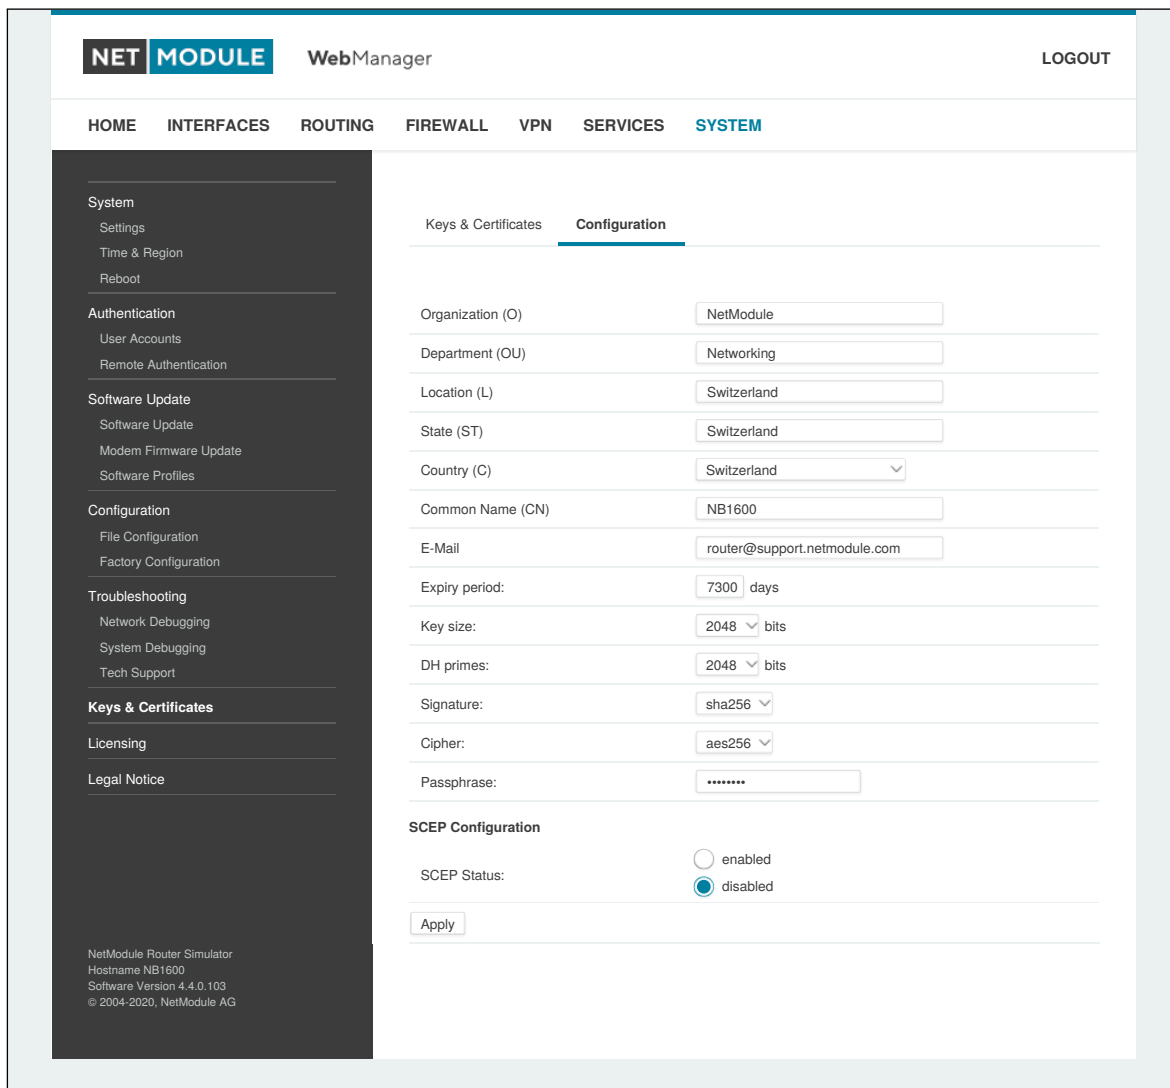 NET MODULE WebManager LOGOUT
HOME INTERFACES ROUTING FIREWALL VPN SERVICES SYSTEM
System
Settings
Time & Region
Reboot
Authentication
User Accounts
Remote Authentication
Software Update
Software Update
Modem Firmware Update
Software Profiles
Configuration
File Configuration
Factory Configuration
Troubleshooting
Network Debugging
System Debugging
Tech Support
Keys & Certificates
Licensing
Legal Notice
NetModule Router Simulator
Hostname NB1600
Software Version 4.4.0.103
© 2004-2020, NetModule AG
Keys & Certificates Configuration
Organization (O) NetModule
Department (OU) Networking
Location (L) Switzerland
State (ST) Switzerland
Country (C) Switzerland
Common Name (CN) NB1600
E-Mail router@support.netmodule.com
Expiry period: 7300 days
Key size: 2048 bits
DH primes: 2048 bits
Signature: sha256
Cipher: aes256
Passphrase: ••••••••
SCEP Configuration
SCEP Status: enabled
disabled
Apply